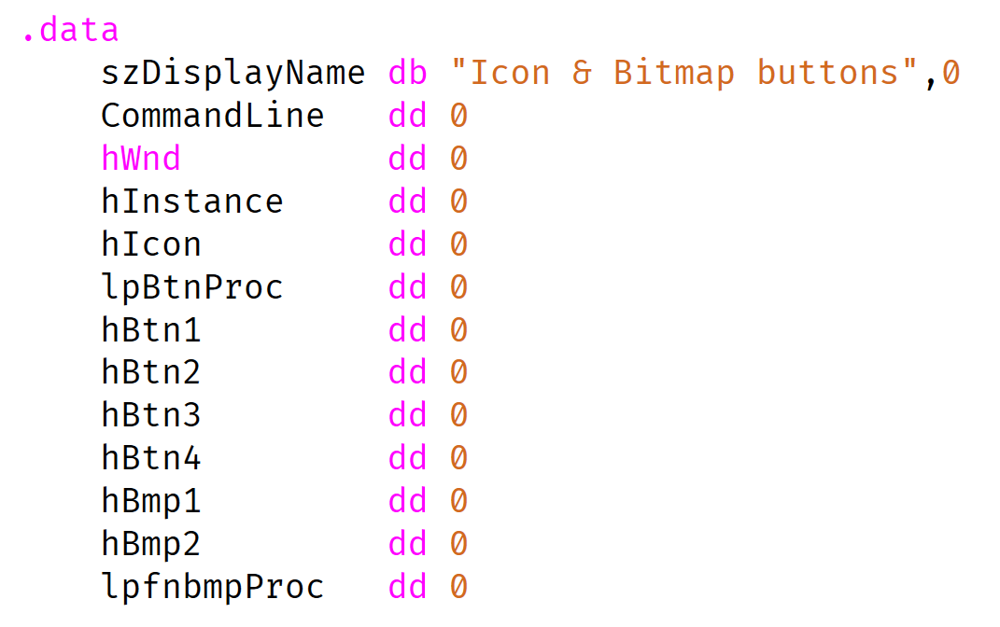 .data
    szDisplayName db "Icon & Bitmap buttons",0
    CommandLine   dd 0
    hWnd          dd 0
    hInstance     dd 0
    hIcon         dd 0
    lpBtnProc     dd 0
    hBtn1         dd 0
    hBtn2         dd 0
    hBtn3         dd 0
    hBtn4         dd 0
    hBmp1         dd 0
    hBmp2         dd 0
    lpfnbmpProc   dd 0